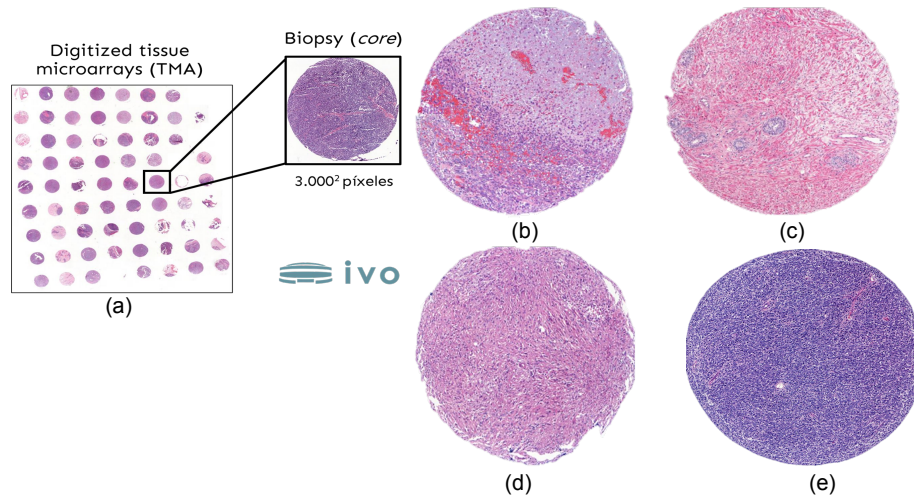 Digitized tissue
microarrays (TMA)
Biopsy (core)
3.000² píxeles
ivo
(a)
(b)
(c)
(d)
(e)